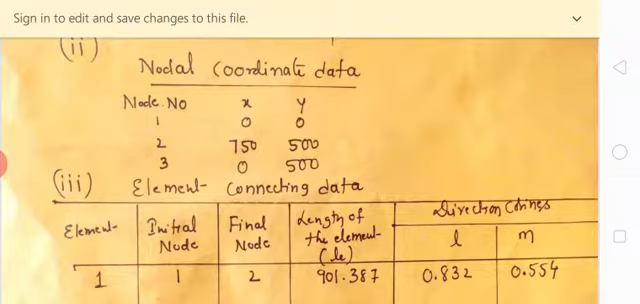 Sign in to edit and save changes to this file.
(ii)
Nodal Coordinate data
Node No x y
1 0 0
2 750 500
3 0 500
(iii) Element Connecting data
Element Initial Node Final Node Length of the element (le) Direction Cosines l m
1 1 2 901.387 0.832 0.554